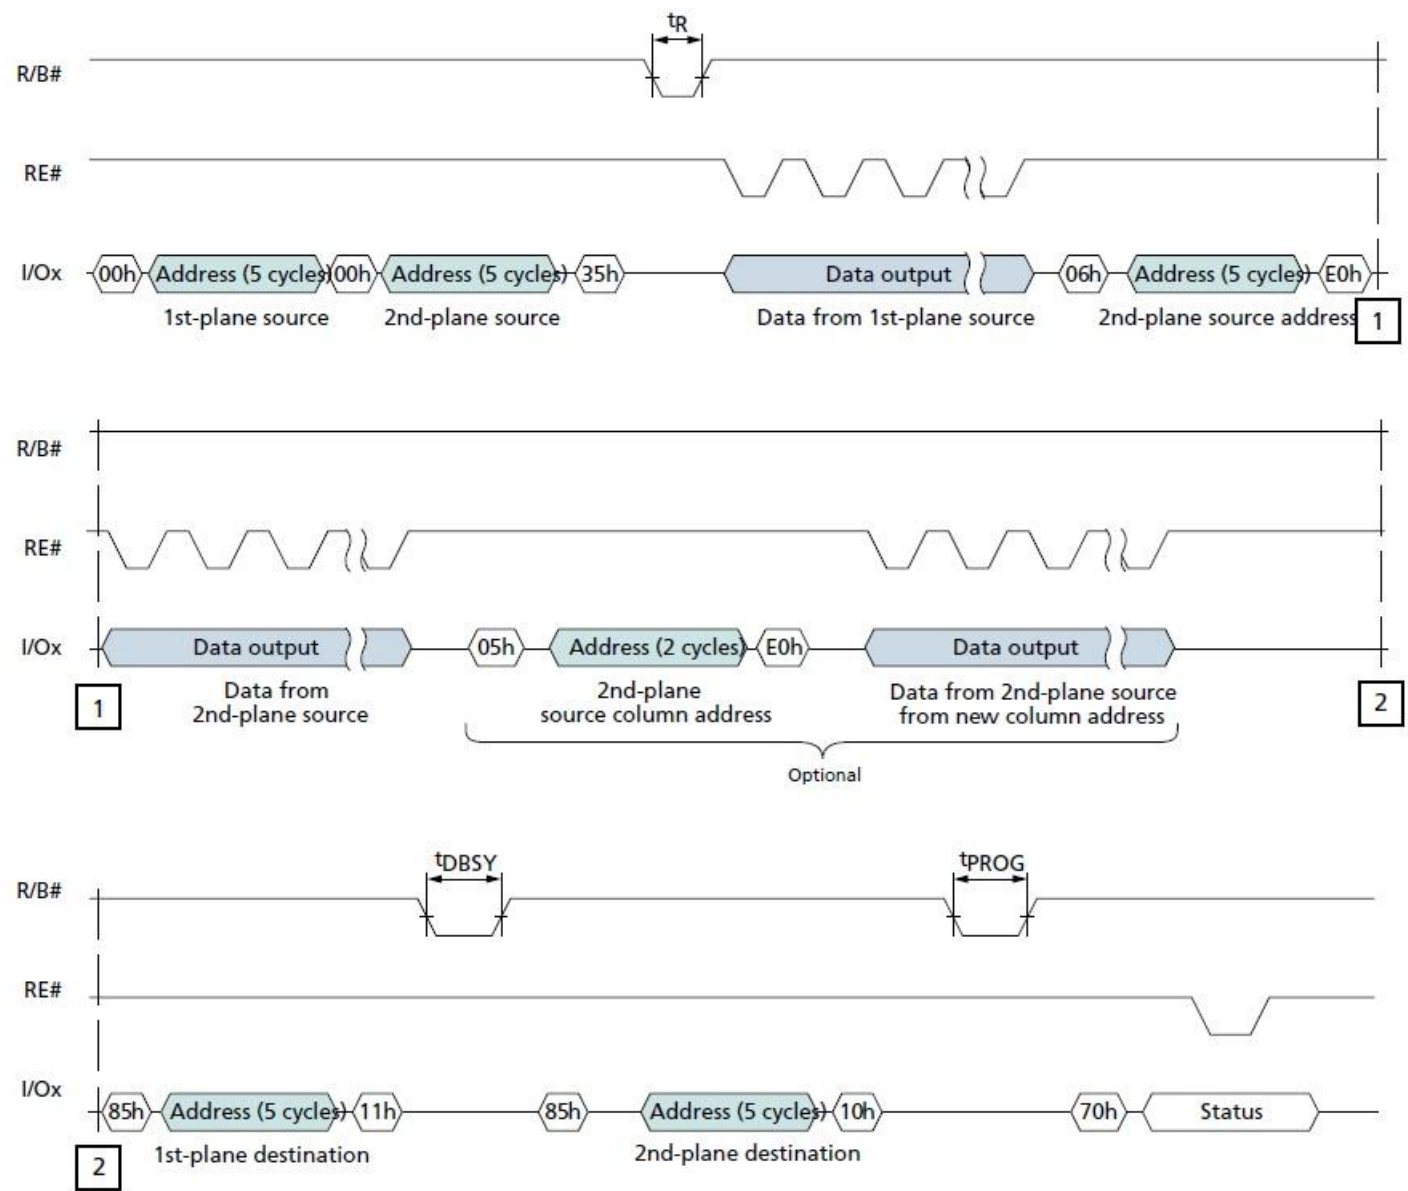 tR
R/B#
RE#
I/Ox 00h Address (5 cycles) 00h Address (5 cycles) 35h Data output 06h Address (5 cycles) E0h
1st-plane source 2nd-plane source Data from 1st-plane source 2nd-plane source address 1
R/B#
RE#
I/Ox Data output 05h Address (2 cycles) E0h Data output
1 Data from 2nd-plane Data from 2nd-plane source 2
2nd-plane source source column address from new column address
Optional
tDBSY tPROG
R/B#
RE#
I/Ox
85h Address (5 cycles) 11h 85h Address (5 cycles) 10h 70h Status
2 1st-plane destination 2nd-plane destination